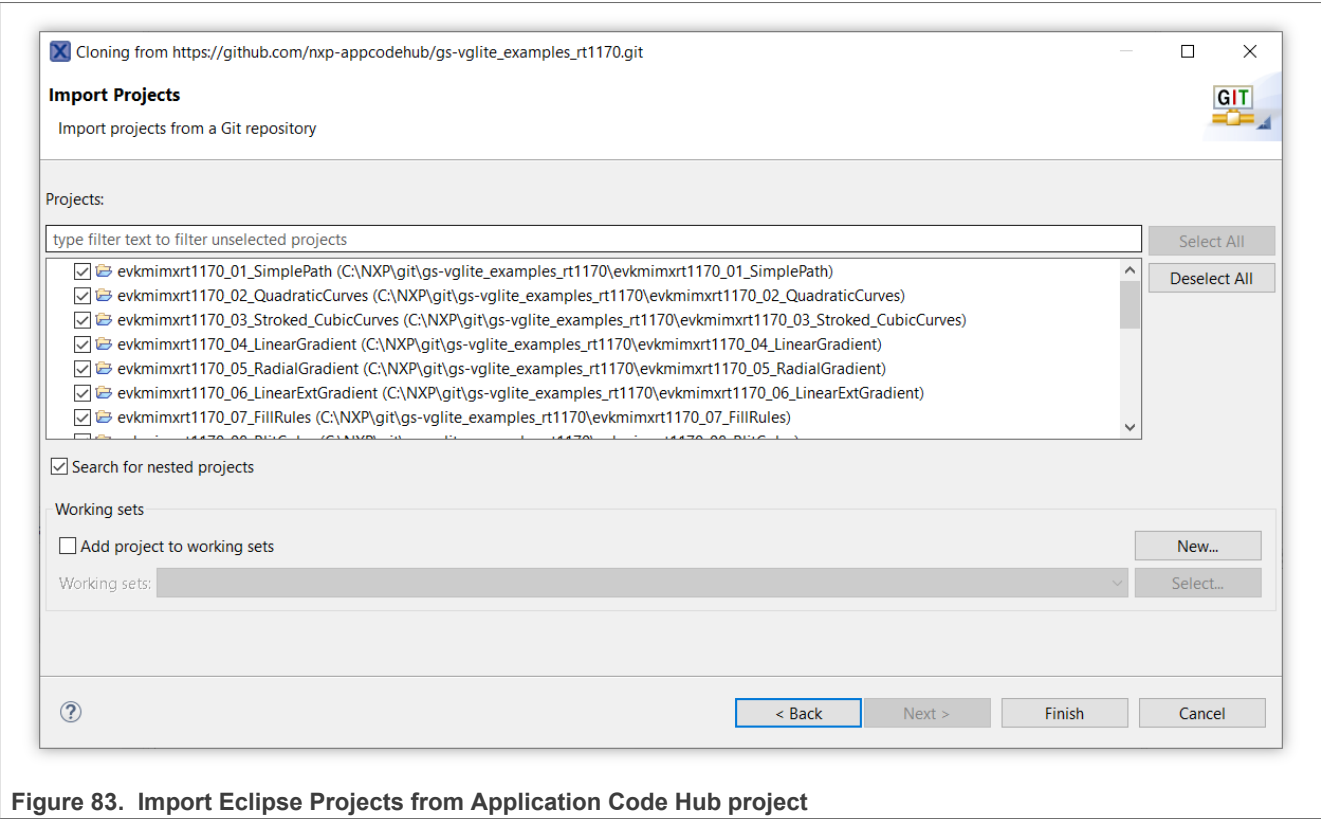 Cloning from https://github.com/nxp-appcodehub/gs-vglite_examples_rt1170.git
Import Projects
GIT
Import projects from a Git repository
Projects:
type filter text to filter unselected projects
Select All
evkmimxrt1170_01_SimplePath (C:\NXP\git\gs-vglite_examples_rt1170\evkmimxrt1170_01_SimplePath)
Deselect All
evkmimxrt1170_02_QuadraticCurves (C:\NXP\git\gs-vglite_examples_rt1170\evkmimxrt1170_02_QuadraticCurves)
evkmimxrt1170_03_Stroked_CubicCurves (C:\NXP\git\gs-vglite_examples_rt1170\evkmimxrt1170_03_Stroked_CubicCurves)
evkmimxrt1170_04_LinearGradient (C:\NXP\git\gs-vglite_examples_rt1170\evkmimxrt1170_04_LinearGradient)
evkmimxrt1170_05_RadialGradient (C:\NXP\git\gs-vglite_examples_rt1170\evkmimxrt1170_05_RadialGradient)
evkmimxrt1170_06_LinearExtGradient (C:\NXP\git\gs-vglite_examples_rt1170\evkmimxrt1170_06_LinearExtGradient)
evkmimxrt1170_07_FillRules (C:\NXP\git\gs-vglite_examples_rt1170\evkmimxrt1170_07_FillRules)
Search for nested projects
Working sets
Add project to working sets
New...
Working sets:
Select...
< Back
Next >
Finish
Cancel
Figure 83. Import Eclipse Projects from Application Code Hub project